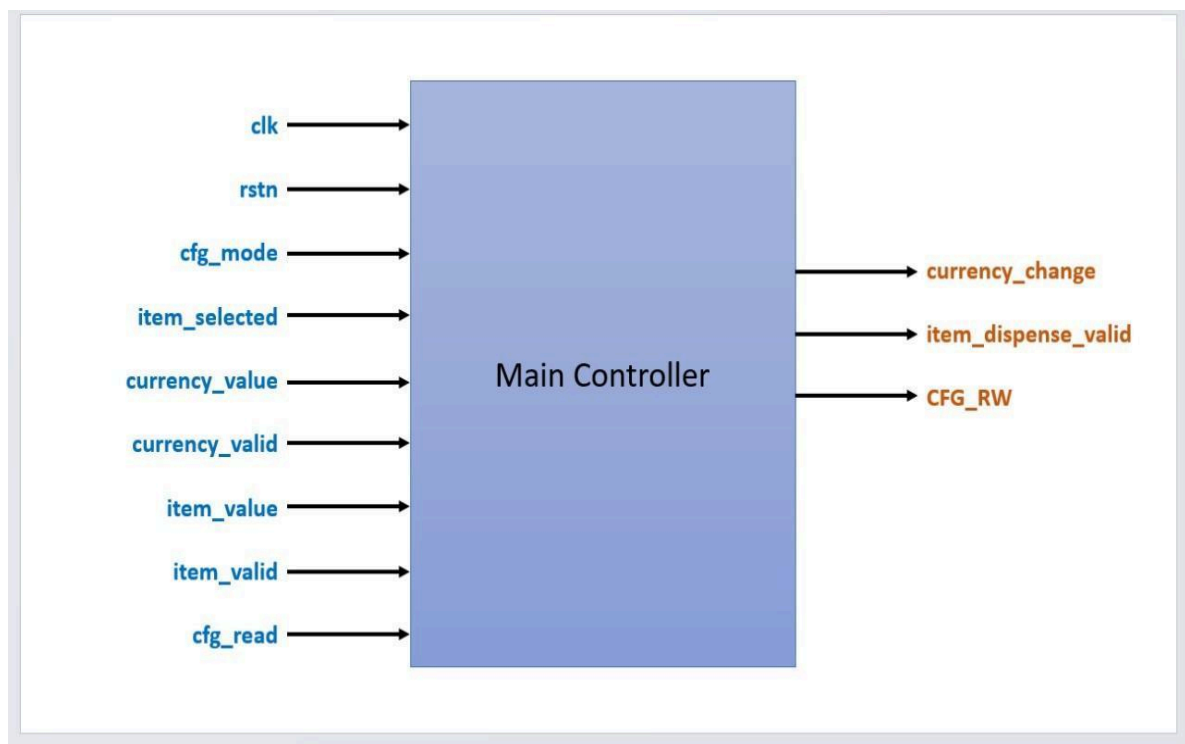 clk
rstn
cfg_mode
item_selected
currency_value
currency_valid
item_value
item_valid
cfg_read
Main Controller
currency_change
item_dispense_valid
CFG_RW